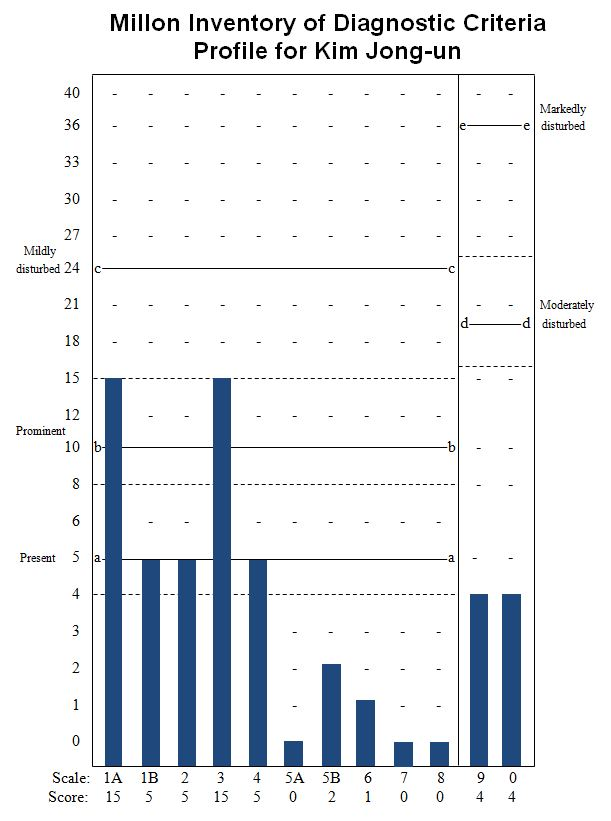 Millon Inventory of Diagnostic Criteria
Profile for Kim Jong-un
40 - - - - - - - - - - - -
Markedly
36 - - - - - - - - - - e e disturbed
33 - - - - - - - - - - - -
30 - - - - - - - - - - - -
27 - - - - - - - - - - - -
Mildly
disturbed 24 c c
21 - - - - - - - - - - - - Moderately
d d disturbed
18 - - - - - - - - - -
15 - -
12 - - - - - - - -
Prominent
10 b b - -
8 - -
6 - - - - - - - -
Present 5 a a - -
4
3 - - - - -
2 - - - - -
1 - - - -
0
Scale: 1A 1B 2 3 4 5A 5B 6 7 8 9 0
Score: 15 5 5 15 5 0 2 1 0 0 4 4